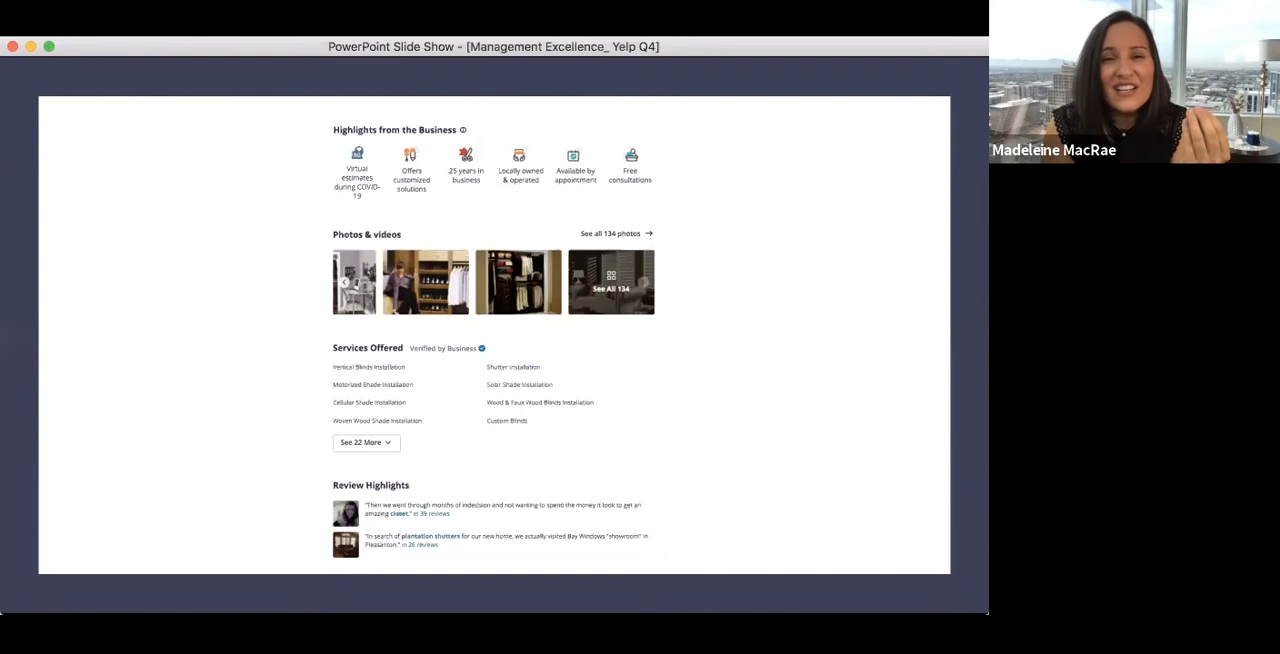 PowerPoint Slide Show - [Management Excellence_ Yelp Q4]
Madeleine MacRae
Highlights from the Business
Virtual
estimates
during COVID-
19
Offers
customized
solutions
25 years in
business
Locally owned
& operated
Available by
appointment
Free
consultations
Photos & videos
See all 134 photos →
See All 134
Services Offered Verified by Business
Vertical Blinds Installation
Shutter Installation
Motorized Shade Installation
Solar Shade Installation
Cellular Shade Installation
Wood & Faux Wood Blinds Installation
Woven Wood Shade Installation
Custom Blinds
See 22 More
Review Highlights
"Then we went through months of indecision and not wanting to spend the money it took to get an
amazing closet." in 39 reviews
"In search of plantation shutters for our new home, we actually visited Bay Windows "showroom" in
Pleasanton." in 26 reviews